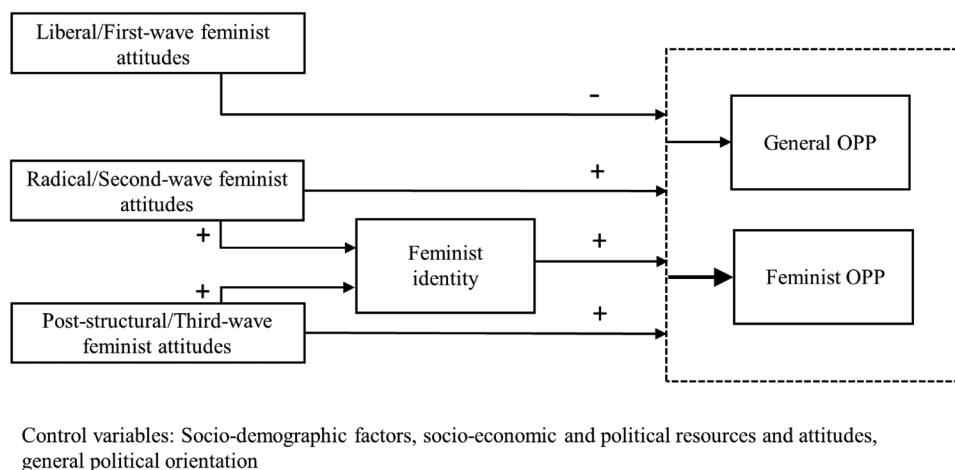 Liberal/First-wave feminist
attitudes
-
General OPP
Radical/Second-wave feminist
attitudes
+
+
Feminist
identity
+
Feminist OPP
+
Post-structural/Third-wave
feminist attitudes
+
Control variables: Socio-demographic factors, socio-economic and political resources and attitudes,
general political orientation